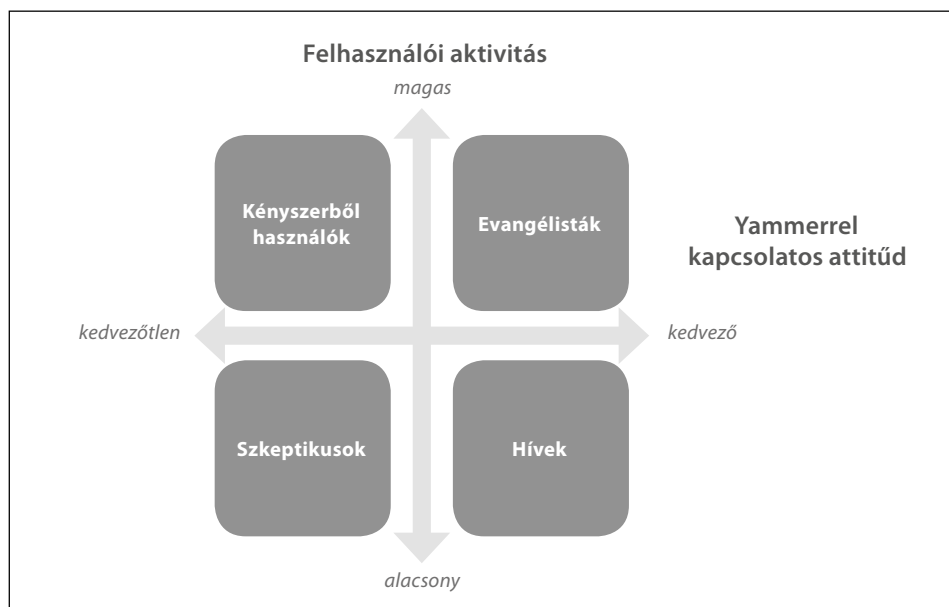 Felhasználói aktivitás
magas
Kényszerből
használók
Evangélisták
Yammerrel
kapcsolatos attitűd
kedvezőtlen
kedvező
Szkeptikusok
Hívek
alacsony